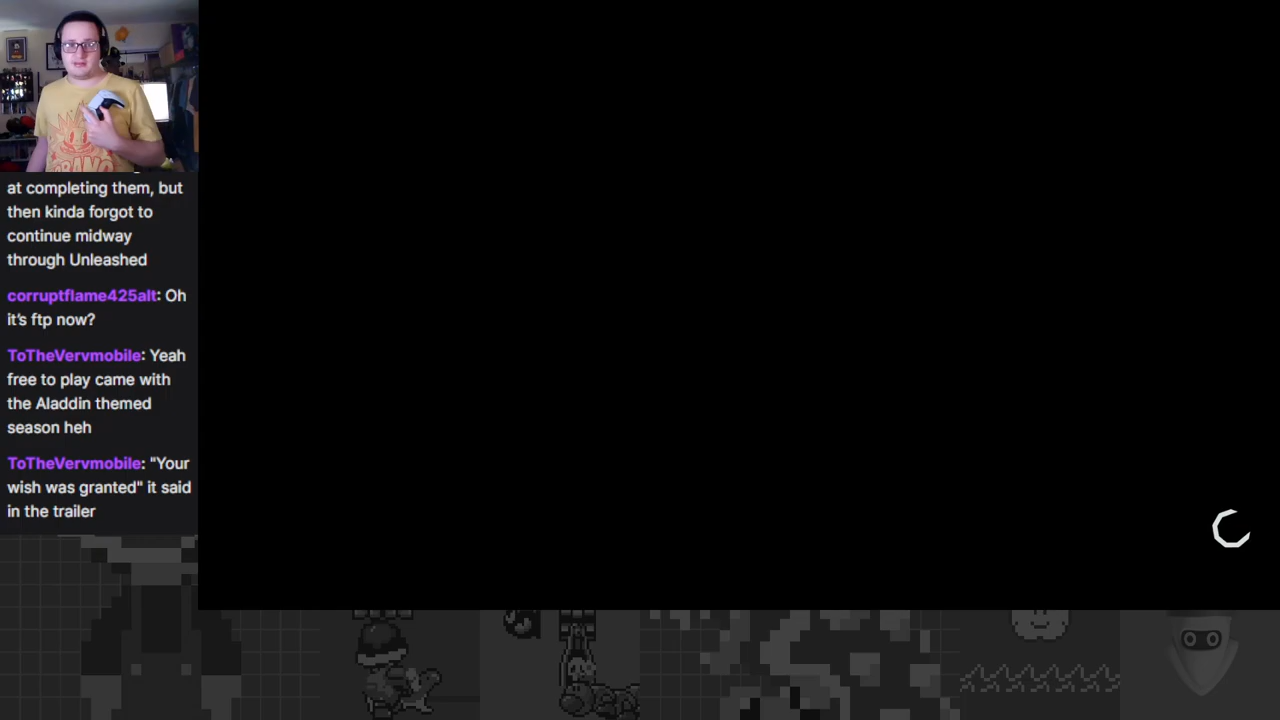 at completing them, but
then kinda forgot to
continue midway
through Unleashed
corruptflame425alt: Oh
it's ftp now?
ToTheVervmobile: Yeah
free to play came with
the Aladdin themed
season heh
ToTheVervmobile: "Your
wish was granted" it said
in the trailer